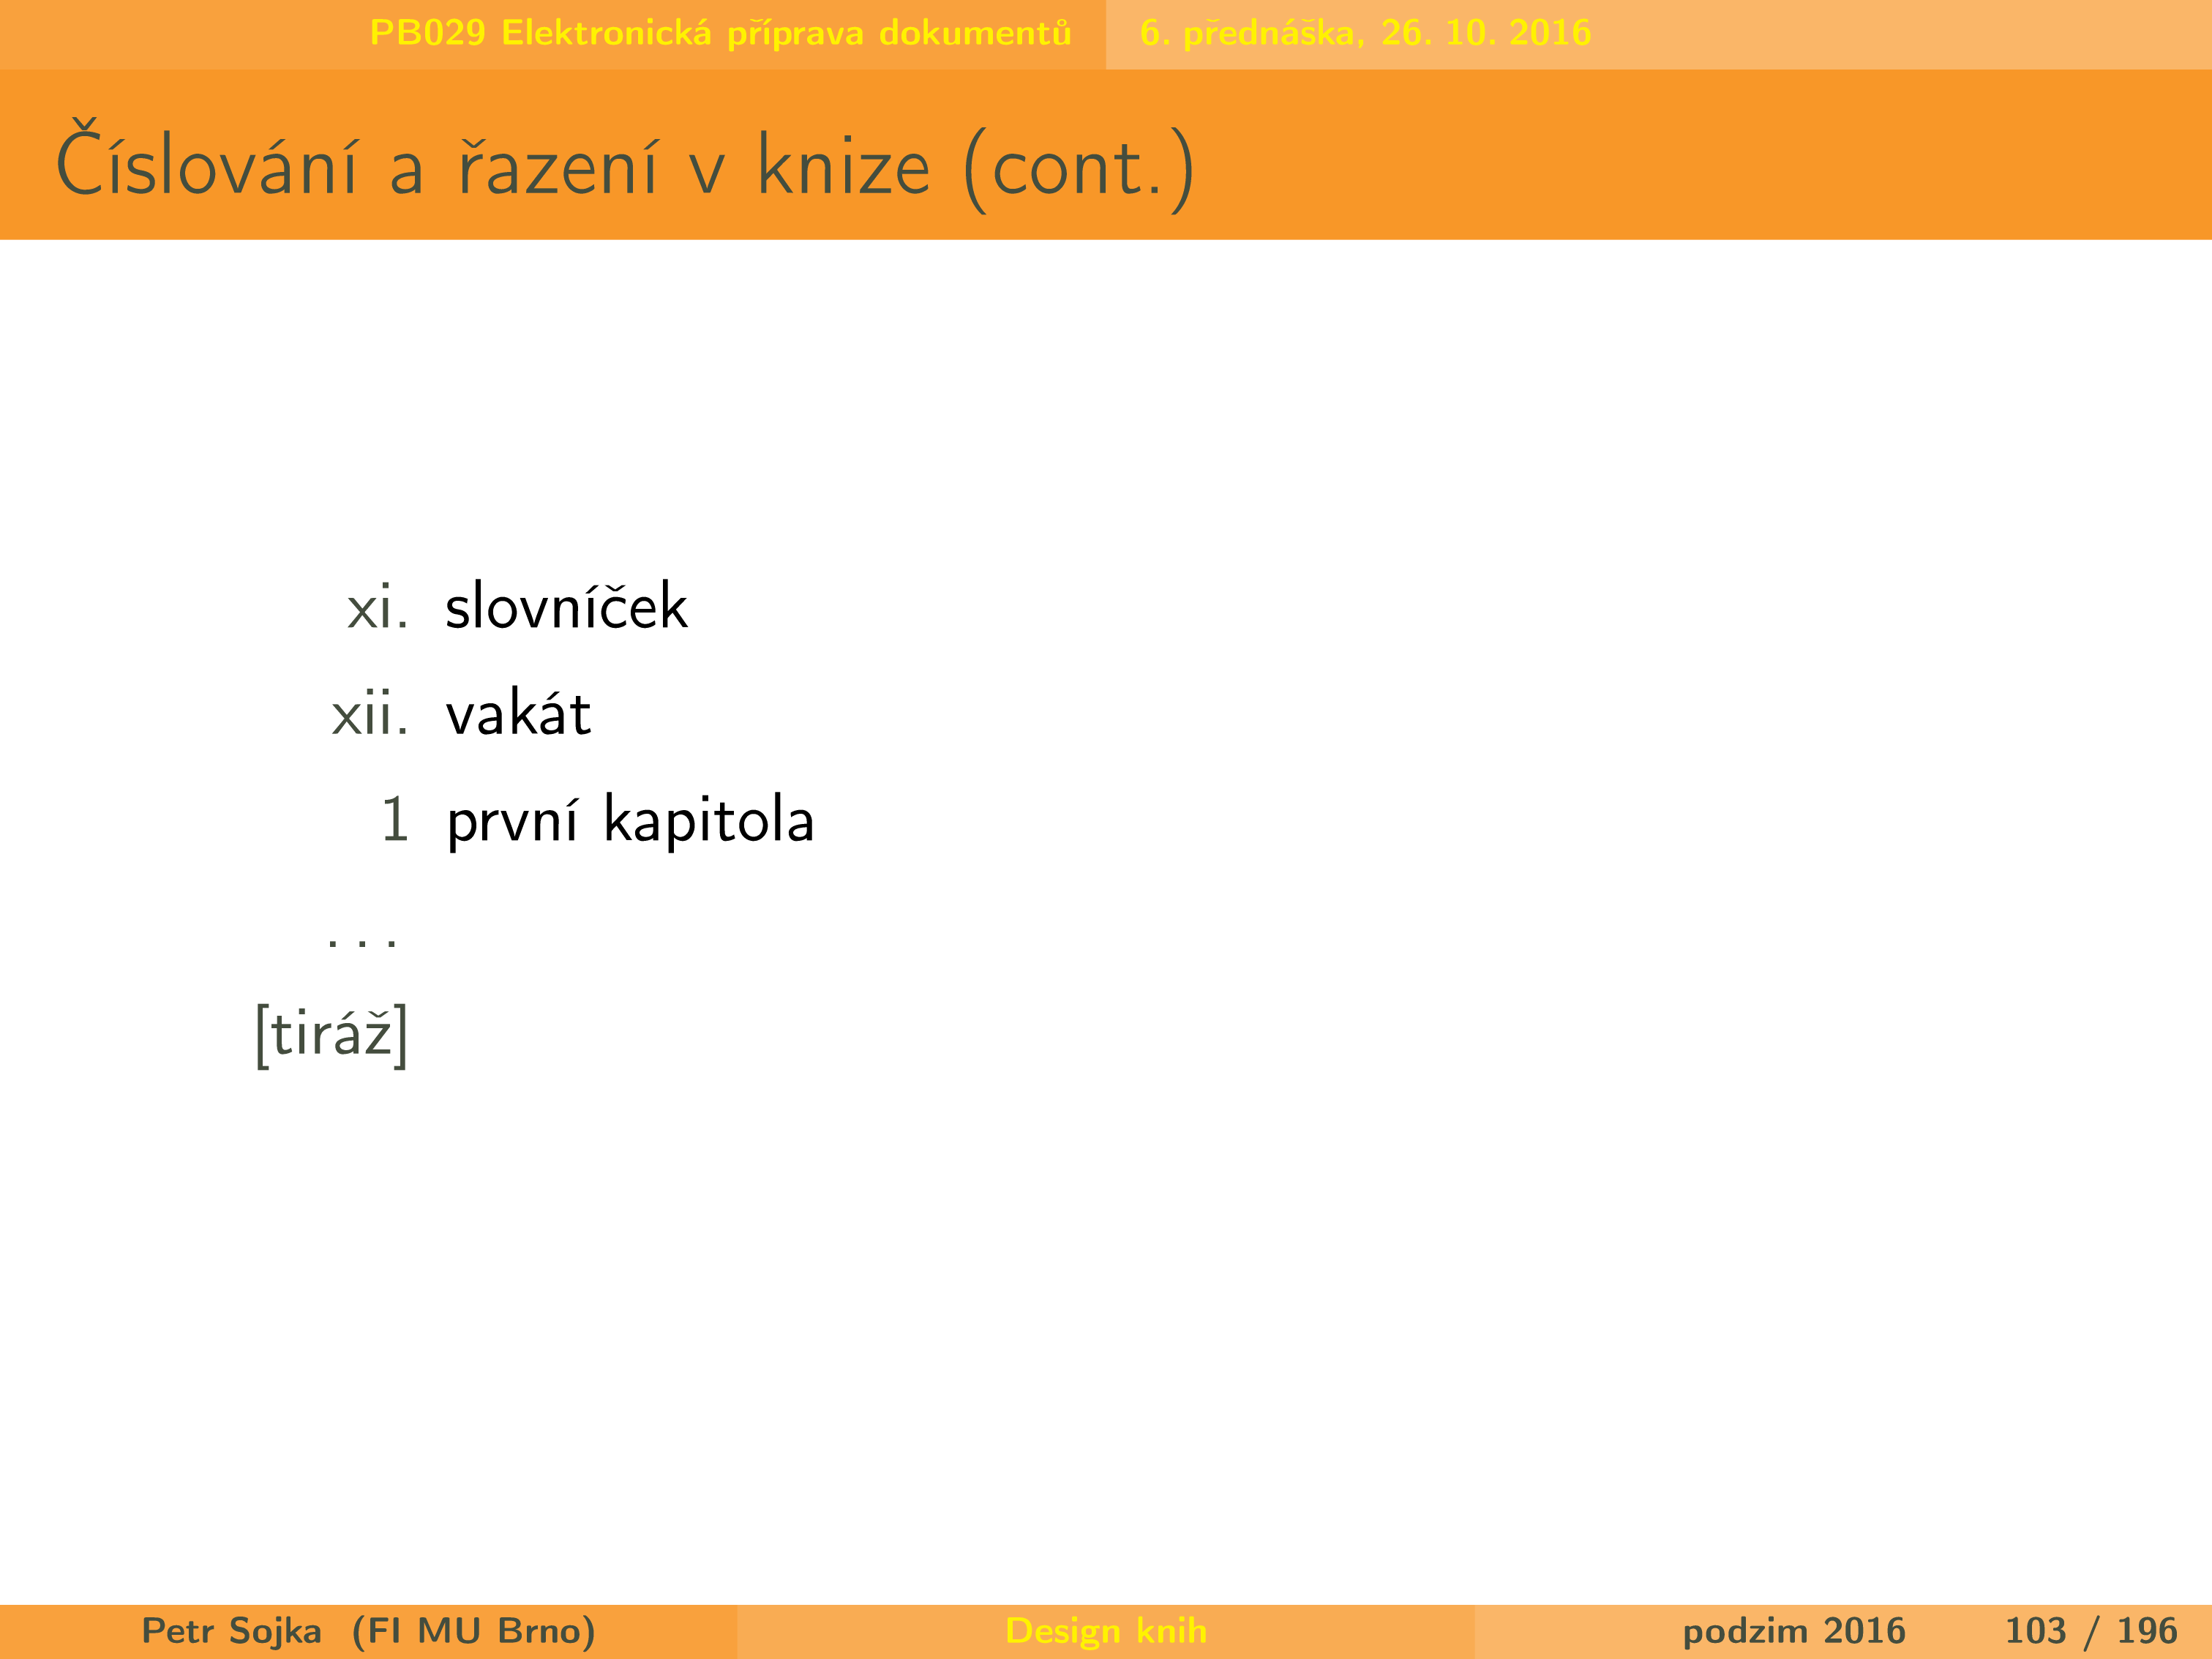 PB029 Elektronická příprava dokumentů 6. přednáška, 26. 10. 2016
Číslování a řazení v knize (cont.)
xi. slovníček
xii. vakát
1 první kapitola
...
[tiráž]
Petr Sojka (FI MU Brno) Design knih podzim 2016 103 / 196